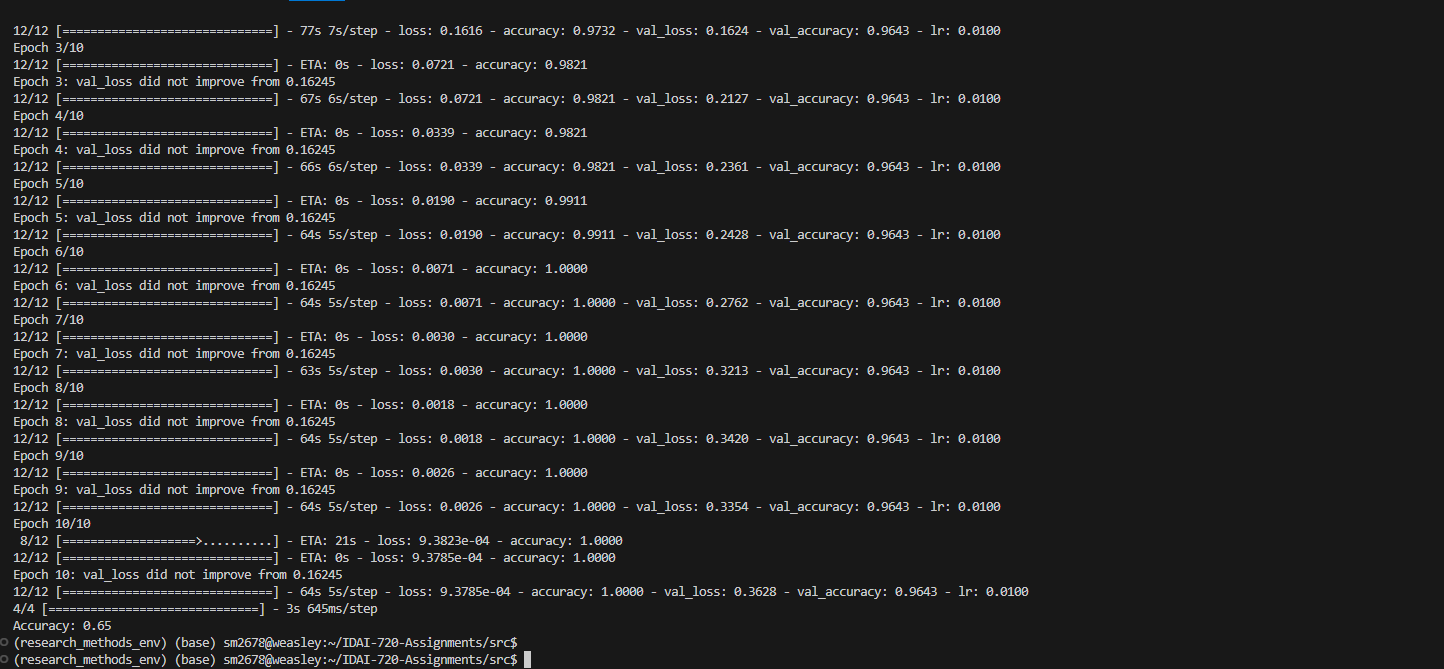 12/12 [==============================] - 77s 7s/step - loss: 0.1616 - accuracy: 0.9732 - val_loss: 0.1624 - val_accuracy: 0.9643 - lr: 0.0100
Epoch 3/10
12/12 [==============================] - ETA: 0s - loss: 0.0721 - accuracy: 0.9821
Epoch 3: val_loss did not improve from 0.16245
12/12 [==============================] - 67s 6s/step - loss: 0.0721 - accuracy: 0.9821 - val_loss: 0.2127 - val_accuracy: 0.9643 - lr: 0.0100
Epoch 4/10
12/12 [==============================] - ETA: 0s - loss: 0.0339 - accuracy: 0.9821
Epoch 4: val_loss did not improve from 0.16245
12/12 [==============================] - 66s 6s/step - loss: 0.0339 - accuracy: 0.9821 - val_loss: 0.2361 - val_accuracy: 0.9643 - lr: 0.0100
Epoch 5/10
12/12 [==============================] - ETA: 0s - loss: 0.0190 - accuracy: 0.9911
Epoch 5: val_loss did not improve from 0.16245
12/12 [==============================] - 64s 5s/step - loss: 0.0190 - accuracy: 0.9911 - val_loss: 0.2428 - val_accuracy: 0.9643 - lr: 0.0100
Epoch 6/10
12/12 [==============================] - ETA: 0s - loss: 0.0071 - accuracy: 1.0000
Epoch 6: val_loss did not improve from 0.16245
12/12 [==============================] - 64s 5s/step - loss: 0.0071 - accuracy: 1.0000 - val_loss: 0.2762 - val_accuracy: 0.9643 - lr: 0.0100
Epoch 7/10
12/12 [==============================] - ETA: 0s - loss: 0.0030 - accuracy: 1.0000
Epoch 7: val_loss did not improve from 0.16245
12/12 [==============================] - 63s 5s/step - loss: 0.0030 - accuracy: 1.0000 - val_loss: 0.3213 - val_accuracy: 0.9643 - lr: 0.0100
Epoch 8/10
12/12 [==============================] - ETA: 0s - loss: 0.0018 - accuracy: 1.0000
Epoch 8: val_loss did not improve from 0.16245
12/12 [==============================] - 64s 5s/step - loss: 0.0018 - accuracy: 1.0000 - val_loss: 0.3420 - val_accuracy: 0.9643 - lr: 0.0100
Epoch 9/10
12/12 [==============================] - ETA: 0s - loss: 0.0026 - accuracy: 1.0000
Epoch 9: val_loss did not improve from 0.16245
12/12 [==============================] - 64s 5s/step - loss: 0.0026 - accuracy: 1.0000 - val_loss: 0.3354 - val_accuracy: 0.9643 - lr: 0.0100
Epoch 10/10
8/12 [===================>..........] - ETA: 21s - loss: 9.3823e-04 - accuracy: 1.0000
12/12 [==============================] - ETA: 0s - loss: 9.3785e-04 - accuracy: 1.0000
Epoch 10: val_loss did not improve from 0.16245
12/12 [==============================] - 64s 5s/step - loss: 9.3785e-04 - accuracy: 1.0000 - val_loss: 0.3628 - val_accuracy: 0.9643 - lr: 0.0100
4/4 [==============================] - 3s 645ms/step
Accuracy: 0.65
(research_methods_env) (base) sm2678@weasley:~/IDAI-720-Assignments/src$
(research_methods_env) (base) sm2678@weasley:~/IDAI-720-Assignments/src$